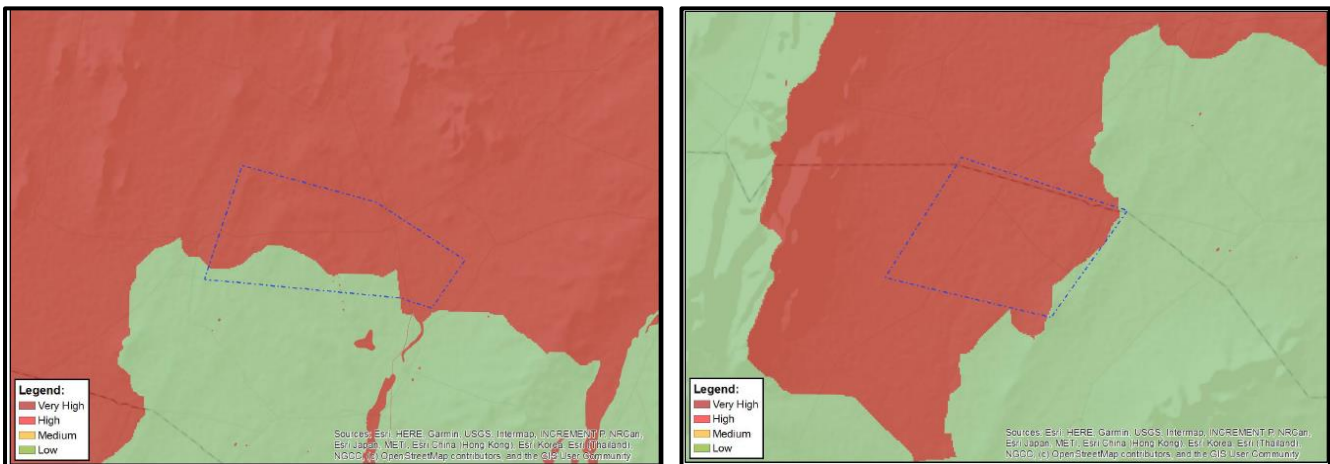 Legend:
Very High
High
Medium
Low
Sources: Esri, HERE, Garmin, USGS, Intermap, INCREMENT P, NRCan,
Esri Japan, METI, Esri China (Hong Kong), Esri Korea, Esri (Thailand),
NGCC, (c) OpenStreetMap contributors, and the GIS User Community
Legend:
Very High
High
Medium
Low
Sources: Esri, HERE, Garmin, USGS, Intermap, INCREMENT P, NRCan,
Esri Japan, METI, Esri China (Hong Kong), Esri Korea, Esri (Thailand),
NGCC, (c) OpenStreetMap contributors, and the GIS User Community